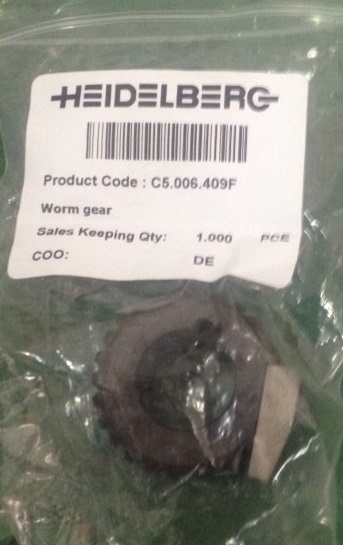 HEIDELBERG
Product Code : C5.006.409F
Worm gear
Sales Keeping Qty: 1.000 PCE
COO: DE